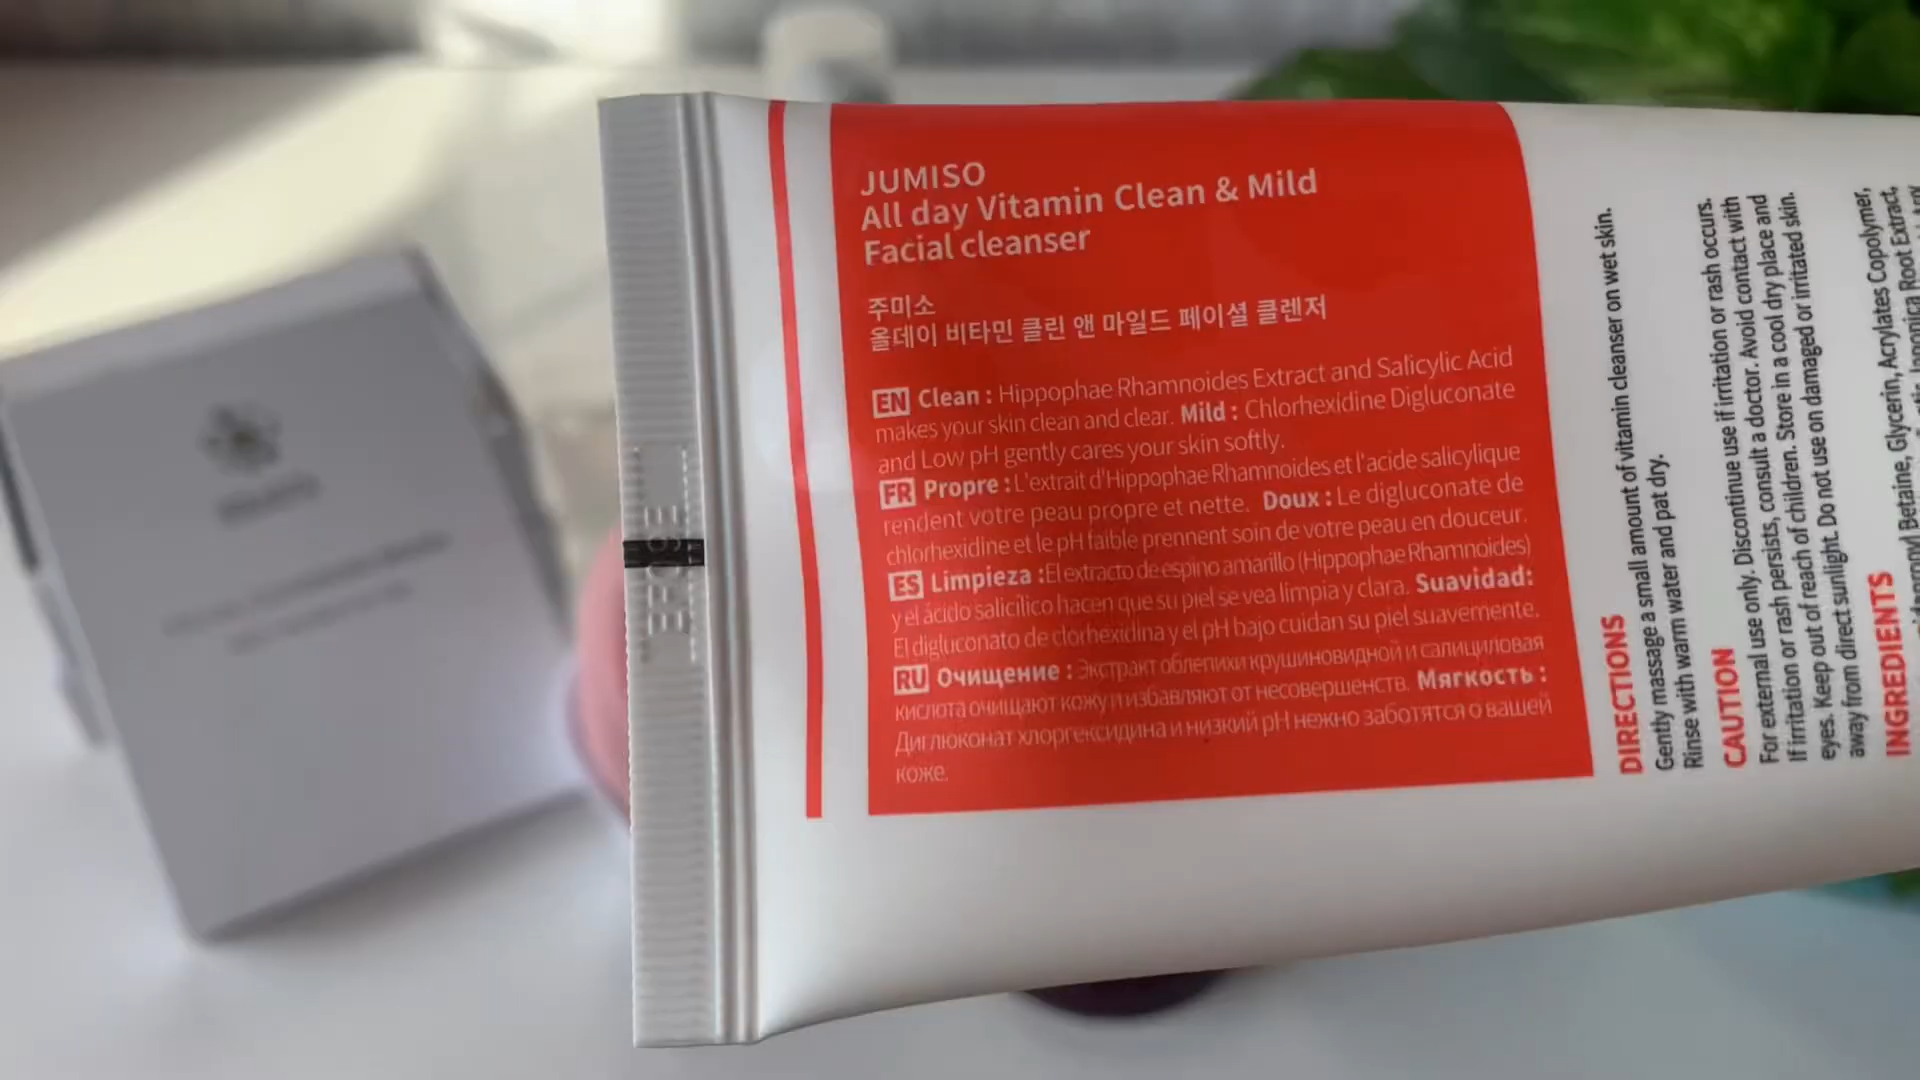 JUMISO
All day Vitamin Clean & Mild
Facial cleanser
주미소
올데이 비타민 클린 앤 마일드 페이셜 클렌저
EN Clean : Hippophae Rhamnoides Extract and Salicylic Acid
makes your skin clean and clear. Mild : Chlorhexidine Digluconate
and Low pH gently cares your skin softly.
FR Propre : L'extrait d'Hippophae Rhamnoides et l'acide salicylique
rendent votre peau propre et nette. Doux : Le digluconate de
chlorhexidine et le pH faible prennent soin de votre peau en douceur.
ES Limpieza : El extracto de espino amarillo (Hippophae Rhamnoides)
y el ácido salicílico hacen que su piel se vea limpia y clara. Suavidad:
El digluconato de clorhexidina y el pH bajo cuidan su piel suavemente.
RU Очищение : Экстракт облепихи крушиновидной и салициловая
кислота очищают кожу и избавляют от несовершенств. Мягкость :
Диглюконат хлоргексидина и низкий pH нежно заботятся о вашей
коже.
DIRECTIONS
Gently massage a small amount of vitamin cleanser on wet skin.
Rinse with warm water and pat dry.
CAUTION
For external use only. Discontinue use if irritation or rash occurs.
If irritation or rash persists, consult a doctor. Avoid contact with
eyes. Keep out of reach of children. Store in a cool dry place and
away from direct sunlight. Do not use on damaged or irritated skin.
INGREDIENTS
Betaine, Glycerin, Acrylates Copolymer,
Japonica Root Extract,